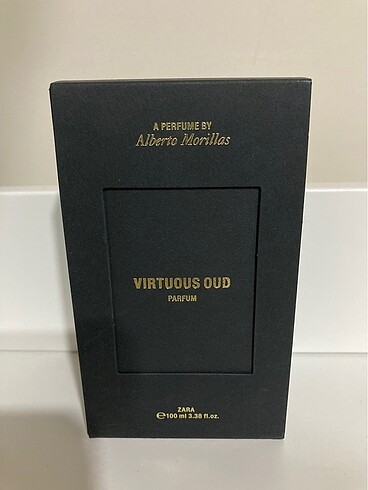 A PERFUME BY
Alberto Morillas
VIRTUOUS OUD
PARFUM
ZARA
℮100 ml 3.38 fl.oz.